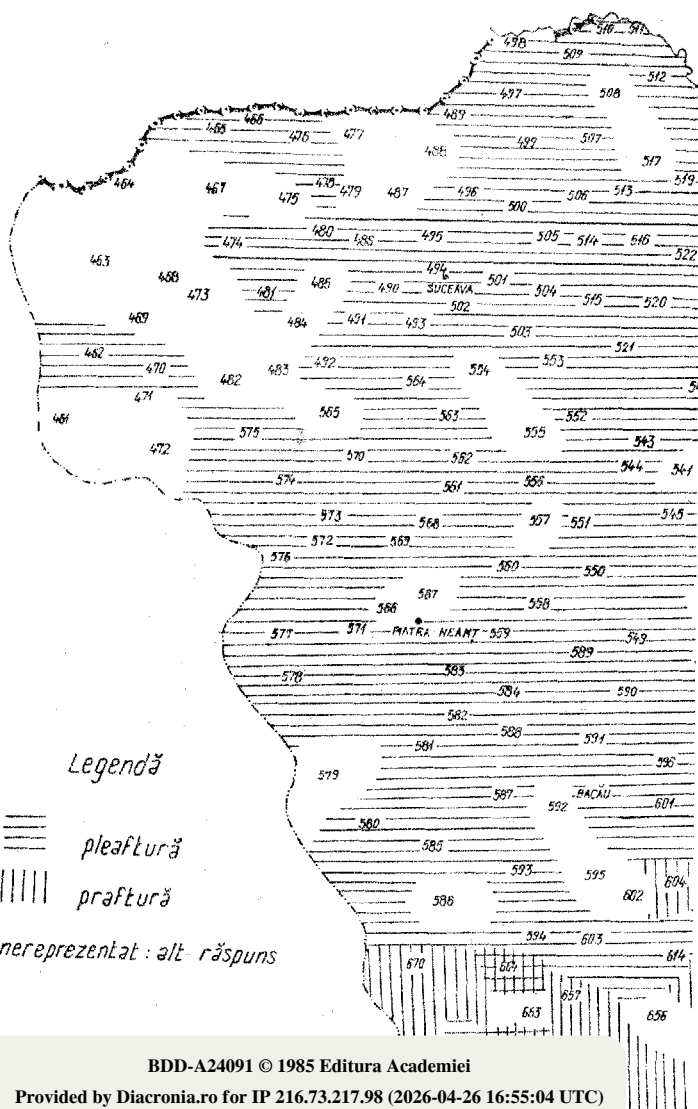 510 511
498 509
512
497 508
466 489
465 476 477 499 507
488 517
464 467 478 479 487 496 506 513 519
475 500
480 495 505 514 516
474 522
463 494 501
468 481 485 490 SUCEAVA 504
473 502 515 520
469 484 491 493 503
521
462 492 554 553
470 482 483 564
471 565 563 552
461 575 555 543
472 570 562 544 541
574 561 556
573 568 557 551 545
572 569
576 560 550
587
566 558
577 571 PIATRA NEAMŢ 559 549
589
578 583
584 590
582
588 591
581 596
Legendă 579
587 BACĂU
592 601
580
pleaftură 585
593 595 604
praftură 586 602
594 603
nereprezentat : alt răspuns 670 614
657
663 656
BDD-A24091 © 1985 Editura Academiei
Provided by Diacronia.ro for IP 216.73.217.98 (2026-04-26 16:55:04 UTC)